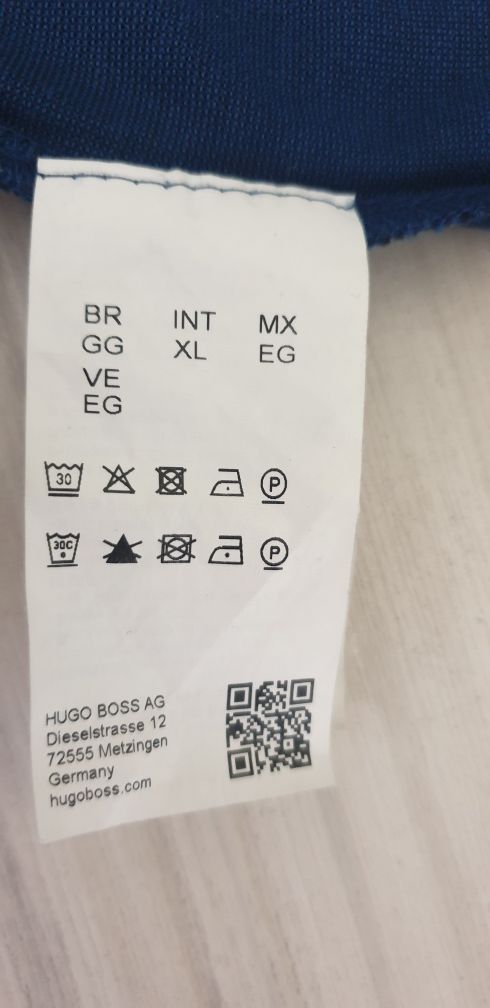 BR INT MX
GG XL EG
VE
EG
30 P
30C P
HUGO BOSS AG
Dieselstrasse 12
72555 Metzingen
Germany
hugoboss.com